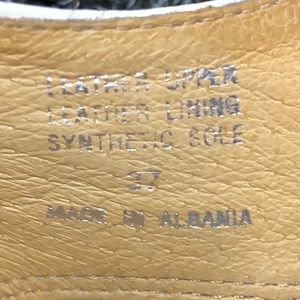 LEATHER UPPER
LEATHER LINING
SYNTHETIC SOLE
37
MADE IN ALBANIA